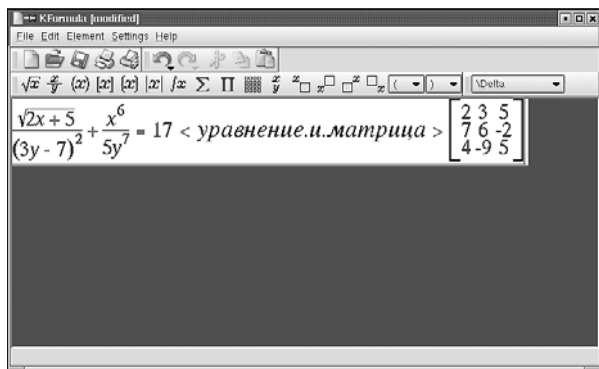 KFormula [modified]
File Edit Element Settings Help
√x x/y (x) [x] {x} |x| ∫x Σ Π x/y ( ) \Delta
√2x + 5/(3y - 7)² + x⁶/5y⁷ = 17 < уравнение.и.матрица > [2 3 5
7 6 -2
4 -9 5]